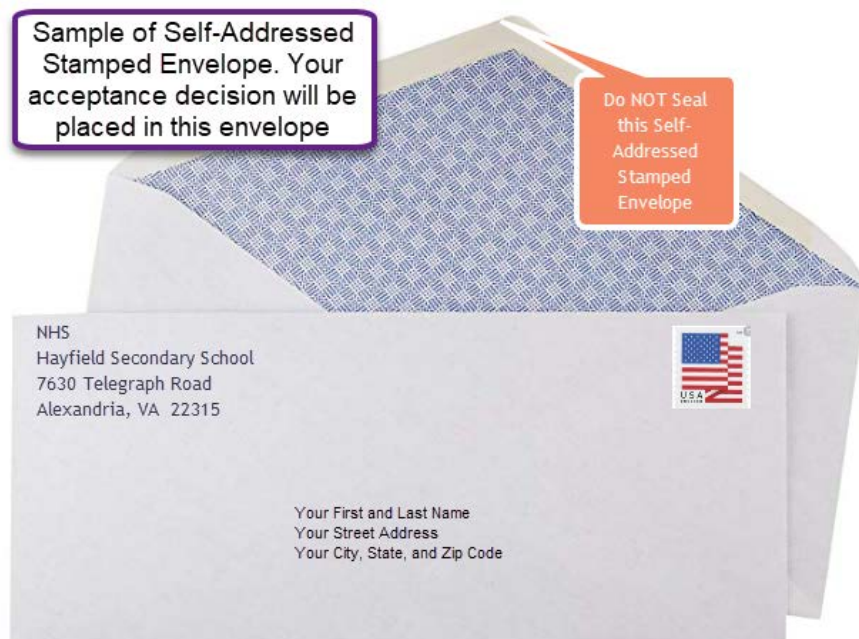 Sample of Self-Addressed
Stamped Envelope. Your
acceptance decision will be
placed in this envelope
Do NOT Seal
this Self-
Addressed
Stamped
Envelope
NHS
Hayfield Secondary School
7630 Telegraph Road
Alexandria, VA 22315
USA
Your First and Last Name
Your Street Address
Your City, State, and Zip Code